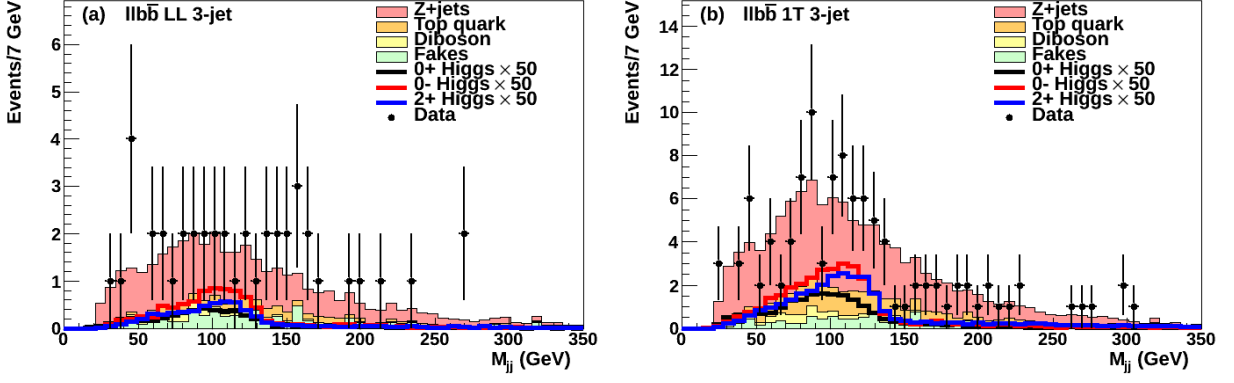 (a) llbb̅ LL 3-jet
Z+jets
Top quark
Diboson
Fakes
0+ Higgs × 50
0- Higgs × 50
2+ Higgs × 50
Data
Events/7 GeV
6
5
4
3
2
1
0
0 50 100 150 200 250 300 350
M_jj (GeV)
(b) llbb̅ 1T 3-jet
Z+jets
Top quark
Diboson
Fakes
0+ Higgs × 50
0- Higgs × 50
2+ Higgs × 50
Data
Events/7 GeV
14
12
10
8
6
4
2
0
0 50 100 150 200 250 300 350
M_jj (GeV)